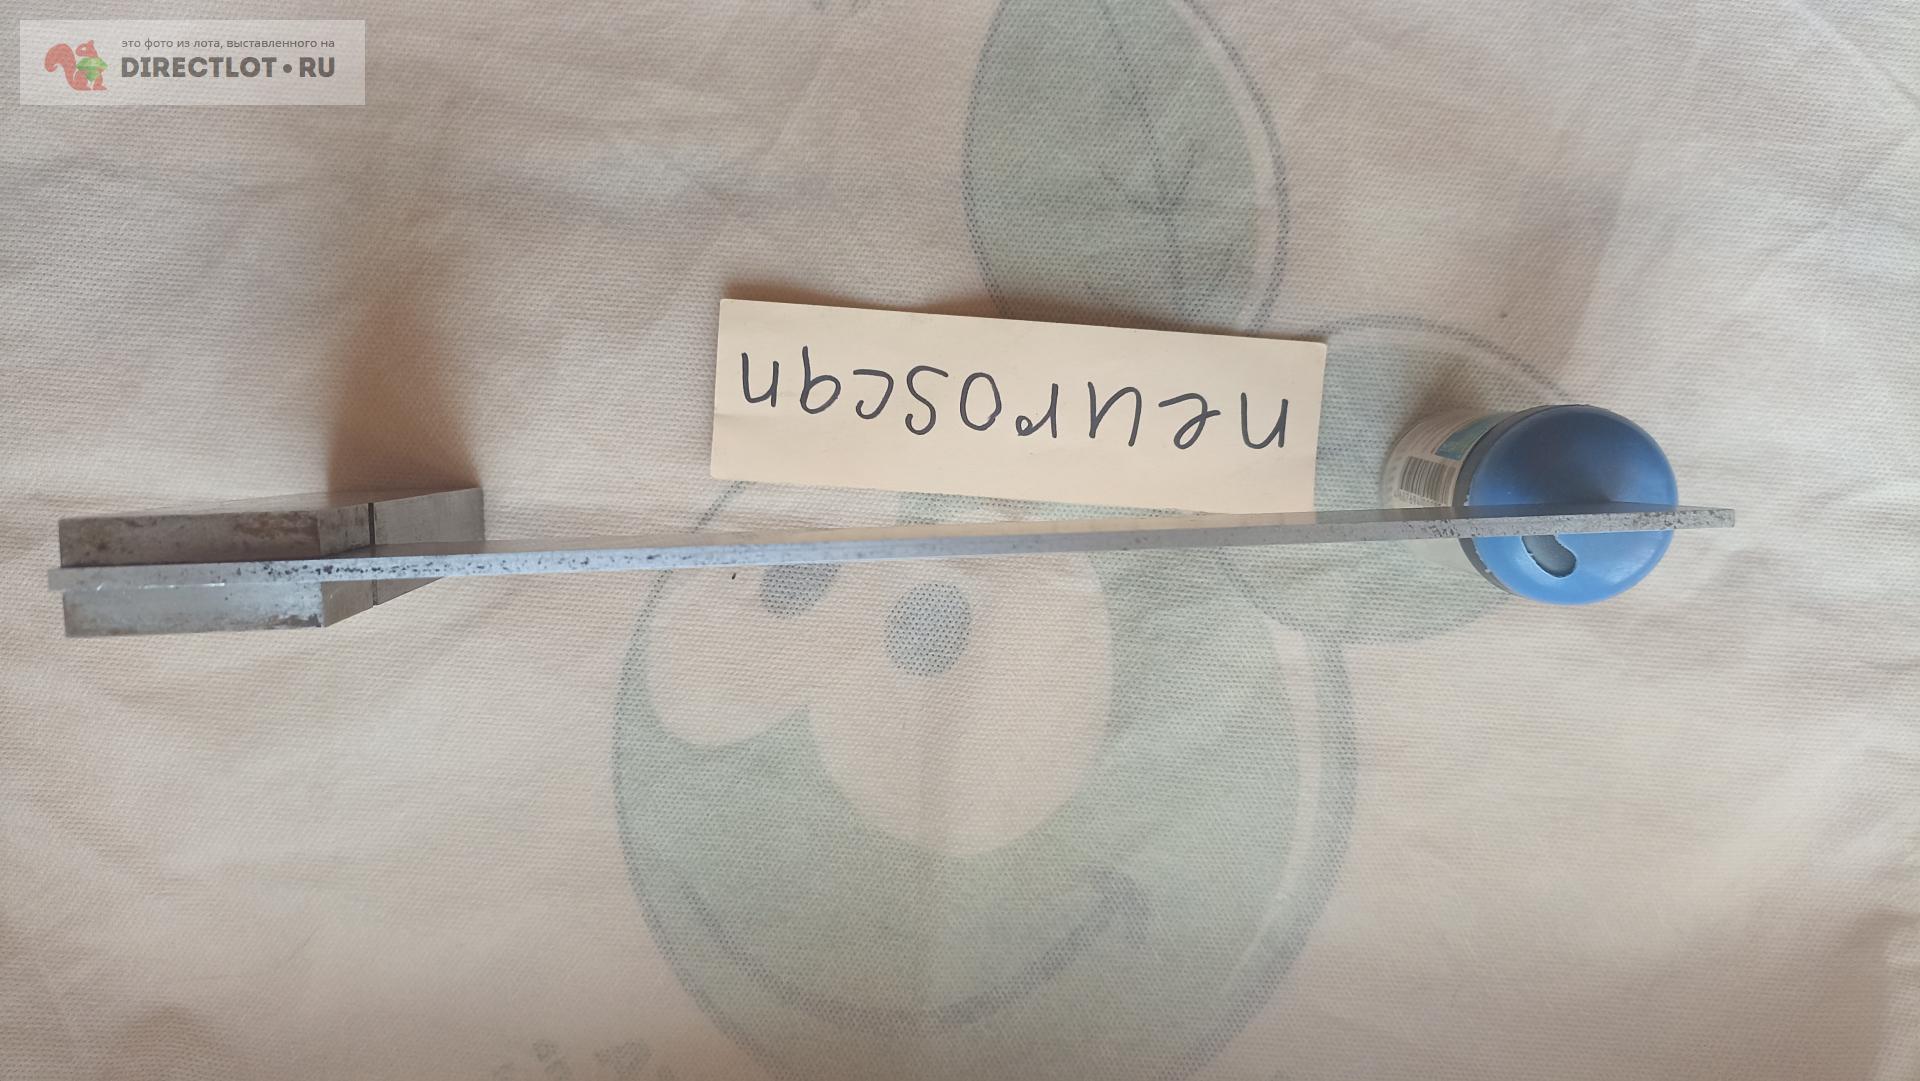 это фото из лота, выставленного на
DIRECTLOT•RU
neuroscan